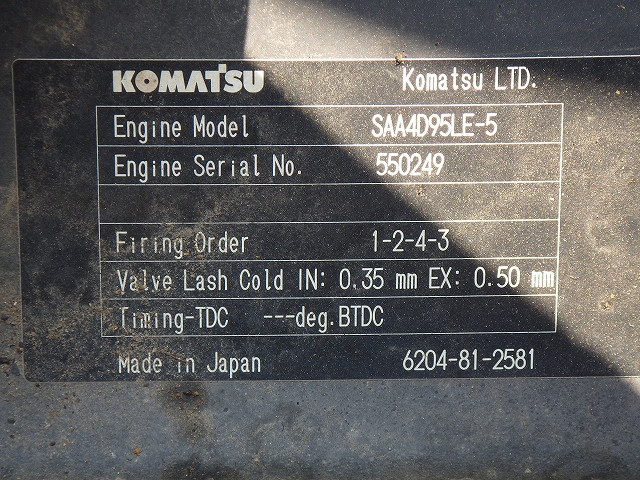 KOMATSU Komatsu LTD.
Engine Model SAA4D95LE-5
Engine Serial No. 550249
Firing Order 1-2-4-3
Valve Lash Cold IN: 0.35 mm EX: 0.50 mm
Timing-TDC ---deg.BTDC
Made in Japan 6204-81-2581